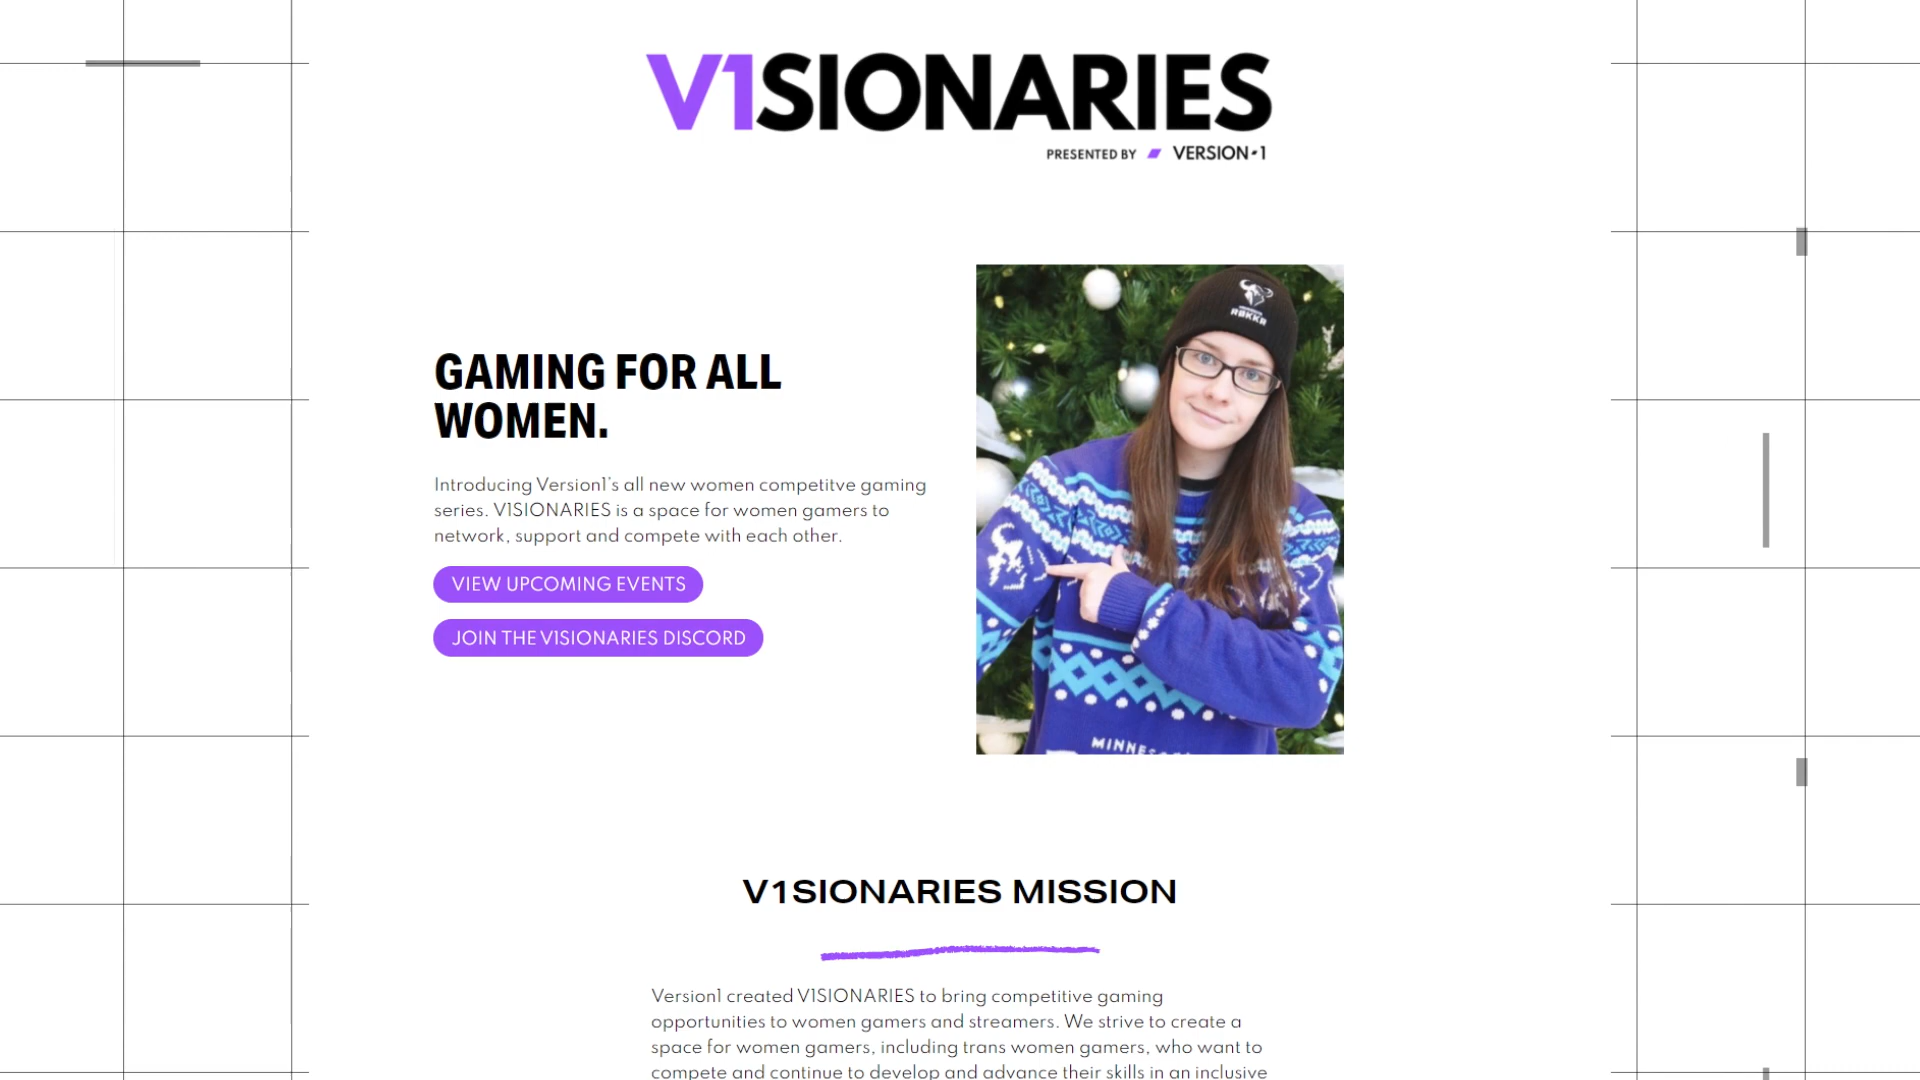 V1SIONARIES
PRESENTED BY VERSION1
RØKKR
GAMING FOR ALL
WOMEN.
Introducing Version1's all new women competitve gaming
series. V1SIONARIES is a space for women gamers to
network, support and compete with each other.
VIEW UPCOMING EVENTS
JOIN THE V1SIONARIES DISCORD
V1SIONARIES MISSION
Version1 created V1SIONARIES to bring competitive gaming
opportunities to women gamers and streamers. We strive to create a
space for women gamers, including trans women gamers, who want to
compete and continue to develop and advance their skills in an inclusive